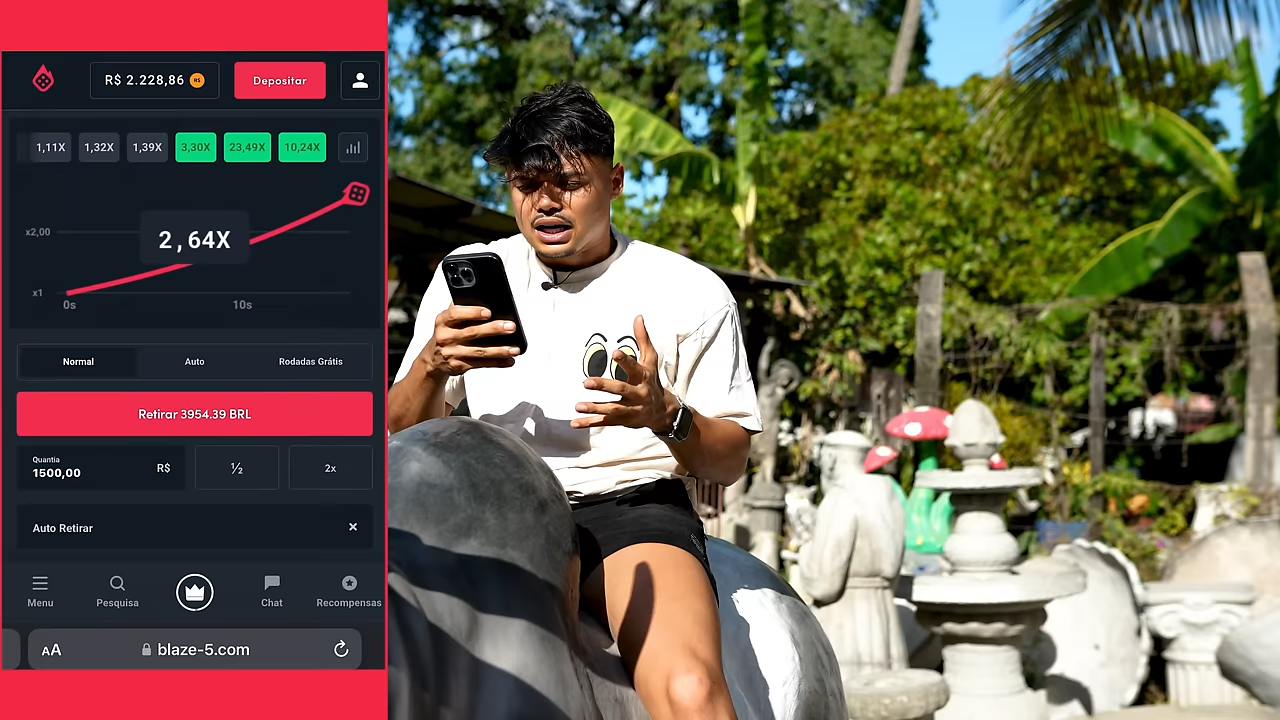 R$ 2.228,86 R$
Depositar
1,11X 1,32X 1,39X 3,30X 23,49X 10,24X
x2,00
2,64X
x1
0s 10s
Normal Auto Rodadas Grátis
Retirar 3954.39 BRL
Quantia
1500,00 R$ ½ 2x
Auto Retirar ×
Menu Pesquisa Chat Recompensas
AA blaze-5.com